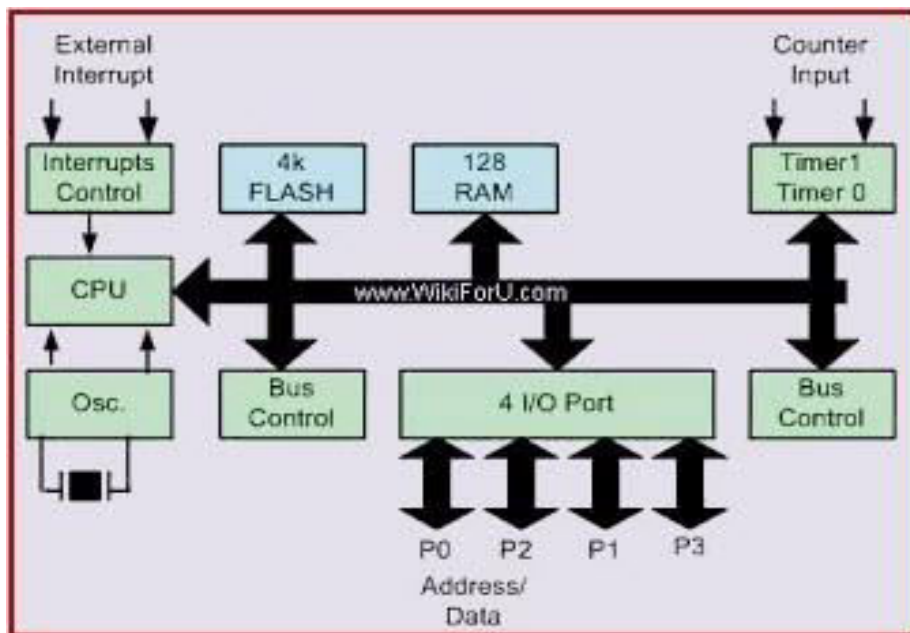 External
Interrupt
Counter
Input
Interrupts
Control
4k
FLASH
128
RAM
Timer1
Timer 0
CPU
www.WikiForU.com
Osc.
Bus
Control
4 I/O Port
Bus
Control
P0
P2
P1
P3
Address/
Data